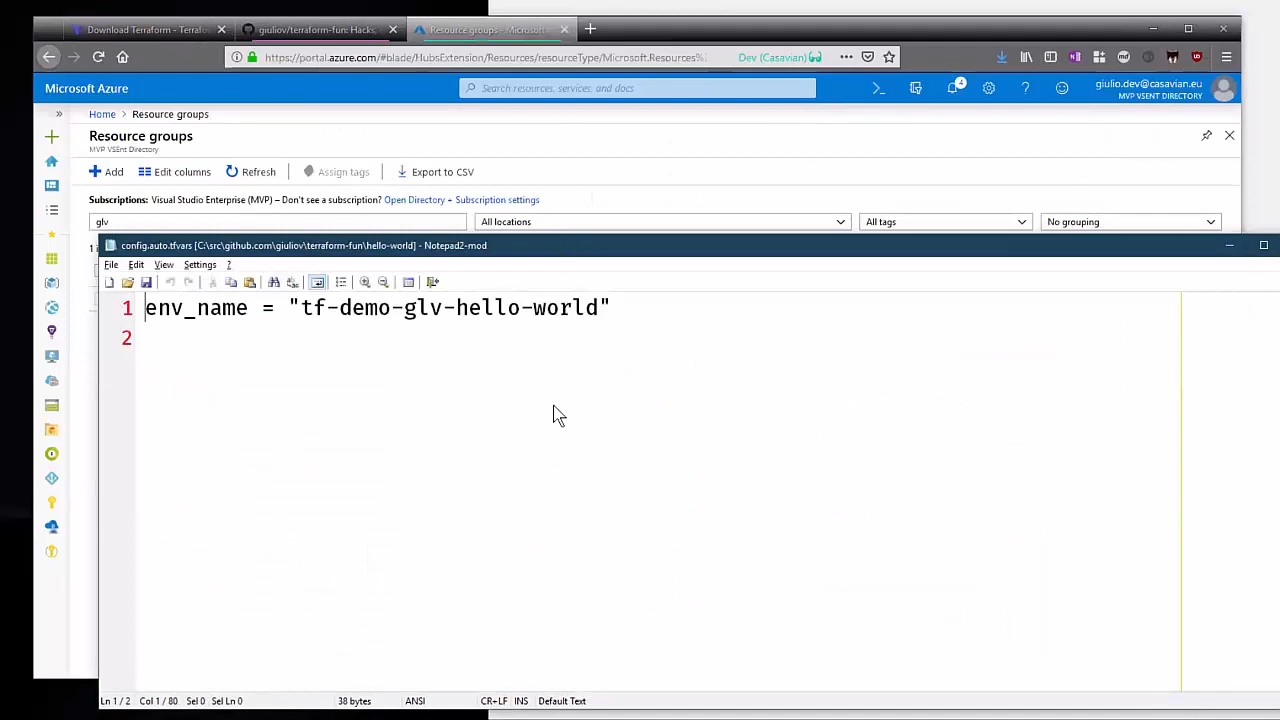 Download Terraform - Terrafo
giuliov/terraform-fun: Hacks,
Resource groups - Microsoft
https://portal.azure.com/#blade/HubsExtension/Resources/resourceType/Microsoft.Resources%
Dev (Casavian)
Microsoft Azure
Search resources, services, and docs
4
giulio.dev@casavian.eu
MVP VSENT DIRECTORY
Home > Resource groups
Resource groups
MVP VSEnt Directory
Add
Edit columns
Refresh
Assign tags
Export to CSV
Subscriptions: Visual Studio Enterprise (MVP) – Don't see a subscription? Open Directory + Subscription settings
glv
All locations
All tags
No grouping
config.auto.tfvars [C:\src\github.com\giuliov\terraform-fun\hello-world] - Notepad2-mod
File Edit View Settings ?
1 env_name = "tf-demo-glv-hello-world"
2
Ln 1 / 2 Col 1 / 80 Sel 0 Sel Ln 0 38 bytes ANSI CR+LF INS Default Text